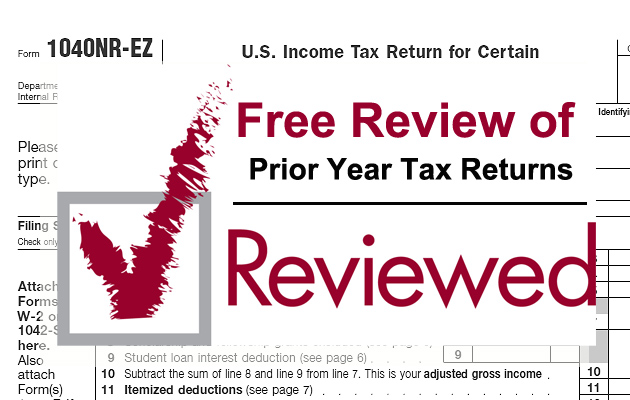 Form 1040NR-EZ
U.S. Income Tax Return for Certain
Internal
Identifyi
Free Review of
Prior Year Tax Returns
Please
print o
type.
Filing S
Check only
Reviewed
Attach
Forms
W-2 o
1042-S
here.
Also
attach
Form(s)
9 Student loan interest deduction (see page 6) 9
10 Subtract the sum of line 8 and line 9 from line 7. This is your adjusted gross income . 10
11 Itemized deductions (see page 7) 11